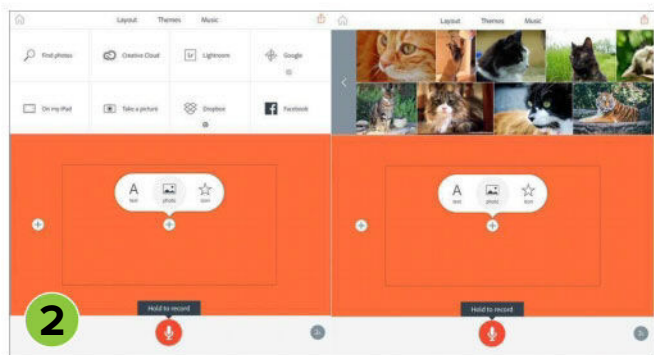 Layout Themes Music
Find photos Creative Cloud Lr Lightroom Google
On my iPad Take a picture Dropbox Facebook
A
text photo icon
Hold to record
2
Layout Themes Music
A
text photo icon
Hold to record